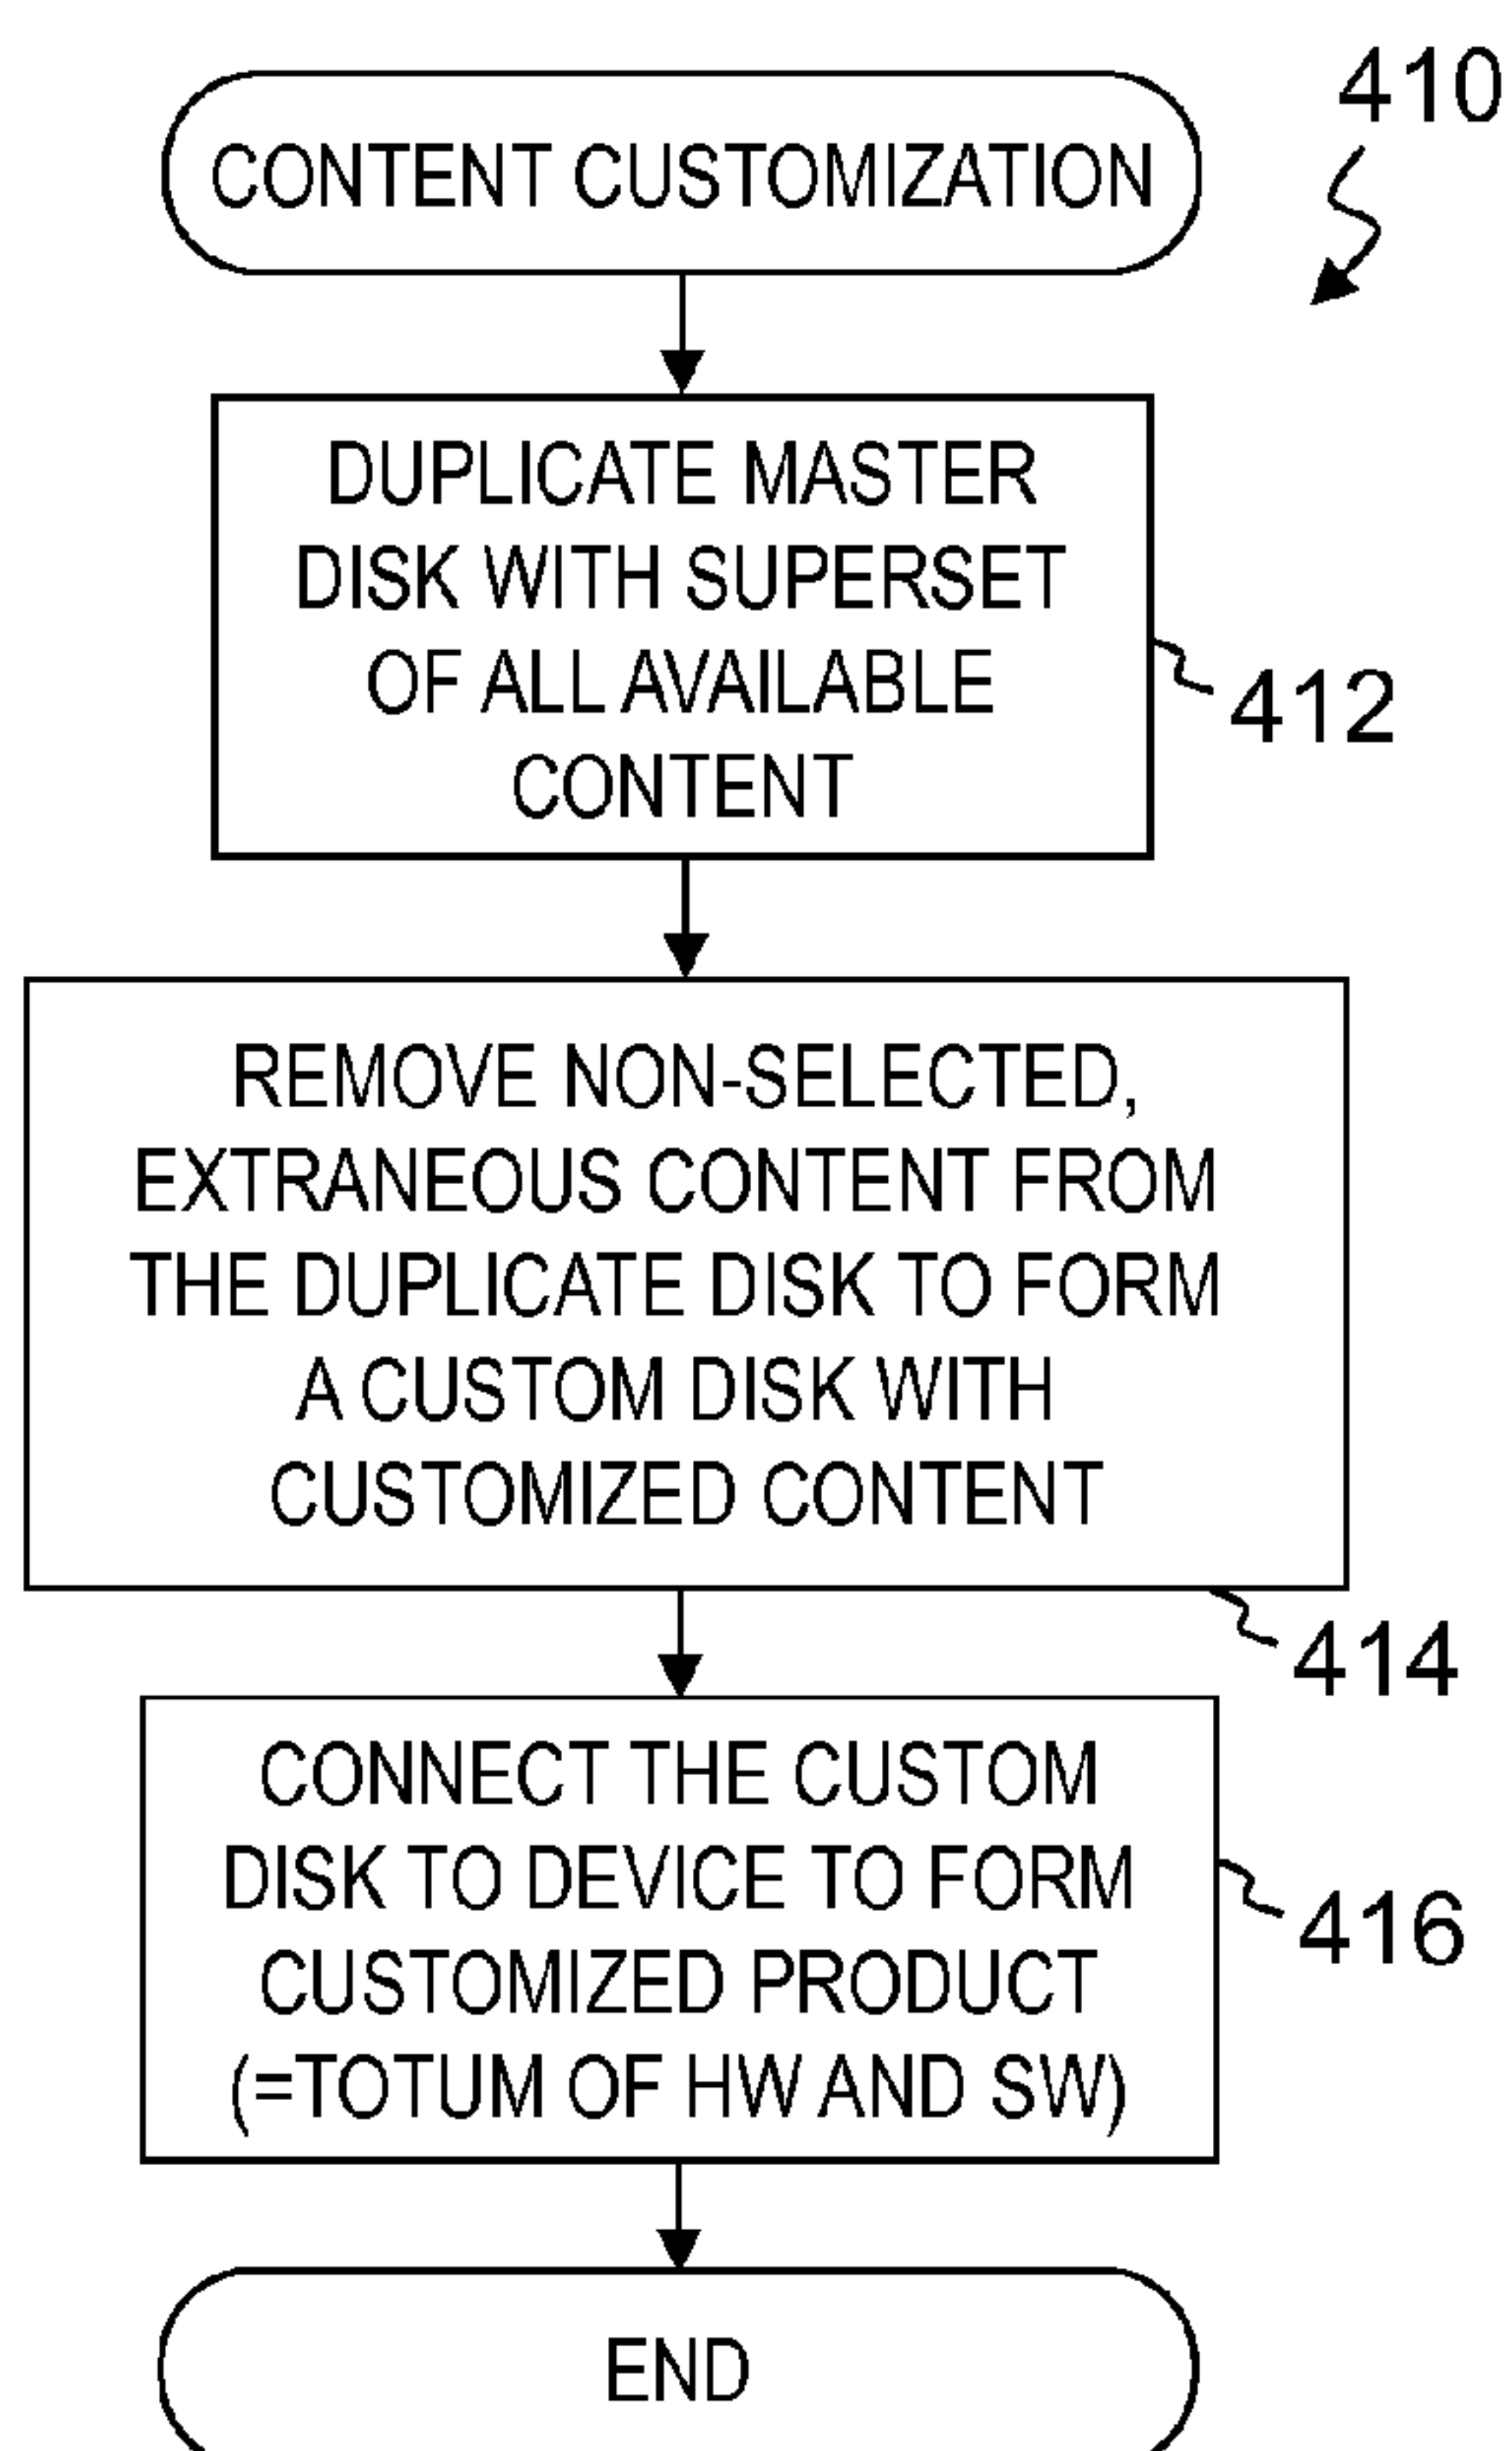 410
CONTENT CUSTOMIZATION
DUPLICATE MASTER
DISK WITH SUPERSET
OF ALL AVAILABLE
CONTENT
412
REMOVE NON-SELECTED,
EXTRANEOUS CONTENT FROM
THE DUPLICATE DISK TO FORM
A CUSTOM DISK WITH
CUSTOMIZED CONTENT
414
CONNECT THE CUSTOM
DISK TO DEVICE TO FORM
CUSTOMIZED PRODUCT
(=TOTUM OF HW AND SW)
416
END